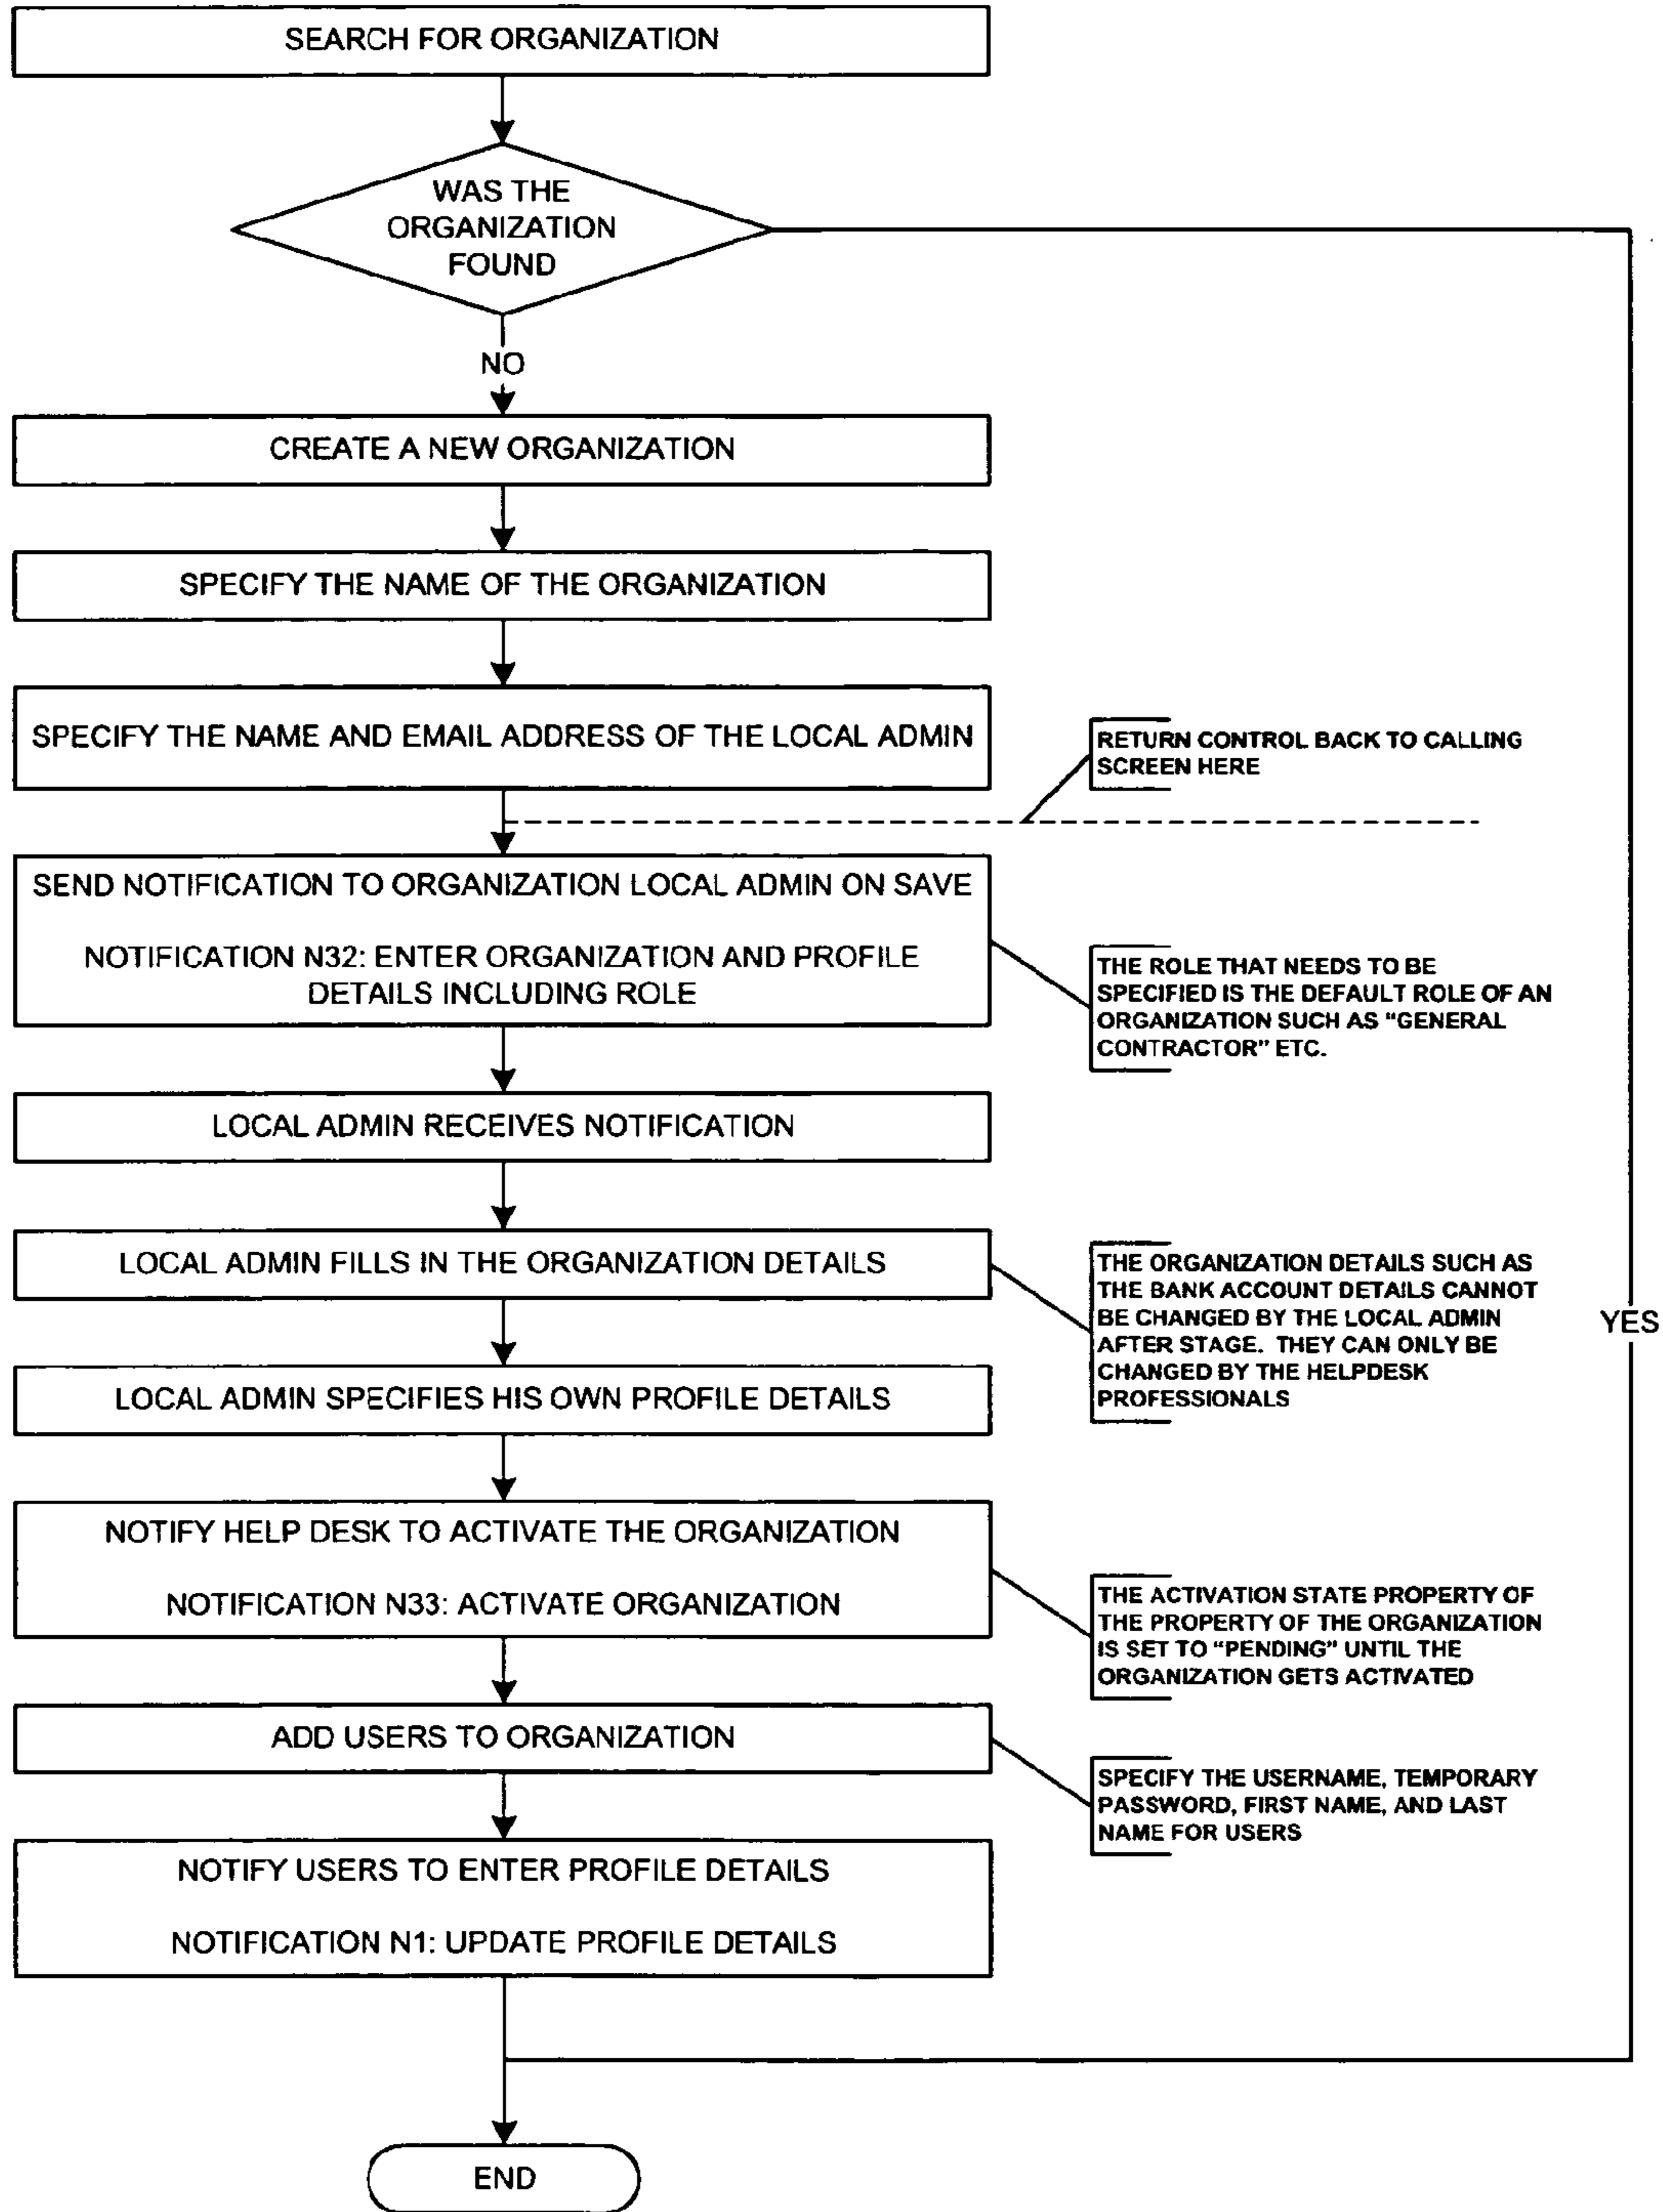 SEARCH FOR ORGANIZATION
WAS THE
ORGANIZATION
FOUND
NO
CREATE A NEW ORGANIZATION
SPECIFY THE NAME OF THE ORGANIZATION
SPECIFY THE NAME AND EMAIL ADDRESS OF THE LOCAL ADMIN
RETURN CONTROL BACK TO CALLING
SCREEN HERE
SEND NOTIFICATION TO ORGANIZATION LOCAL ADMIN ON SAVE
NOTIFICATION N32: ENTER ORGANIZATION AND PROFILE
DETAILS INCLUDING ROLE
THE ROLE THAT NEEDS TO BE
SPECIFIED IS THE DEFAULT ROLE OF AN
ORGANIZATION SUCH AS "GENERAL
CONTRACTOR" ETC.
LOCAL ADMIN RECEIVES NOTIFICATION
LOCAL ADMIN FILLS IN THE ORGANIZATION DETAILS
THE ORGANIZATION DETAILS SUCH AS
THE BANK ACCOUNT DETAILS CANNOT
BE CHANGED BY THE LOCAL ADMIN
AFTER STAGE. THEY CAN ONLY BE
CHANGED BY THE HELPDESK
PROFESSIONALS
YES
LOCAL ADMIN SPECIFIES HIS OWN PROFILE DETAILS
NOTIFY HELP DESK TO ACTIVATE THE ORGANIZATION
NOTIFICATION N33: ACTIVATE ORGANIZATION
THE ACTIVATION STATE PROPERTY OF
THE PROPERTY OF THE ORGANIZATION
IS SET TO "PENDING" UNTIL THE
ORGANIZATION GETS ACTIVATED
ADD USERS TO ORGANIZATION
SPECIFY THE USERNAME, TEMPORARY
PASSWORD, FIRST NAME, AND LAST
NAME FOR USERS
NOTIFY USERS TO ENTER PROFILE DETAILS
NOTIFICATION N1: UPDATE PROFILE DETAILS
END